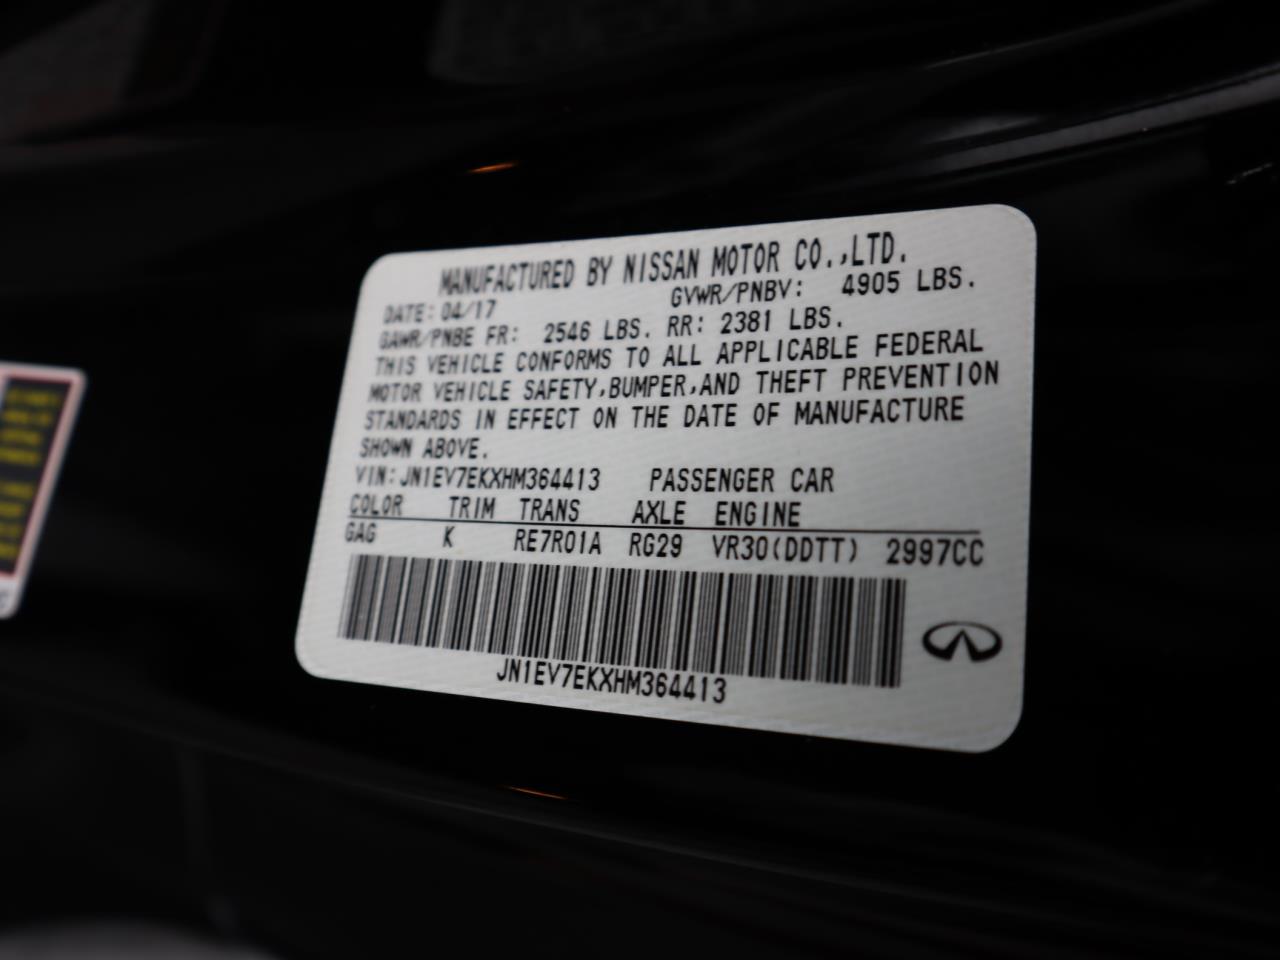 MANUFACTURED BY NISSAN MOTOR CO.,LTD.
DATE: 04/17 GVWR/PNBV: 4905 LBS.
GAWR/PNBE FR: 2546 LBS. RR: 2381 LBS.
THIS VEHICLE CONFORMS TO ALL APPLICABLE FEDERAL
MOTOR VEHICLE SAFETY,BUMPER,AND THEFT PREVENTION
STANDARDS IN EFFECT ON THE DATE OF MANUFACTURE
SHOWN ABOVE.
VIN:JN1EV7EKXHM364413 PASSENGER CAR
COLOR TRIM TRANS AXLE ENGINE
GAG K RE7R01A RG29 VR30(DDTT) 2997CC
JN1EV7EKXHM364413